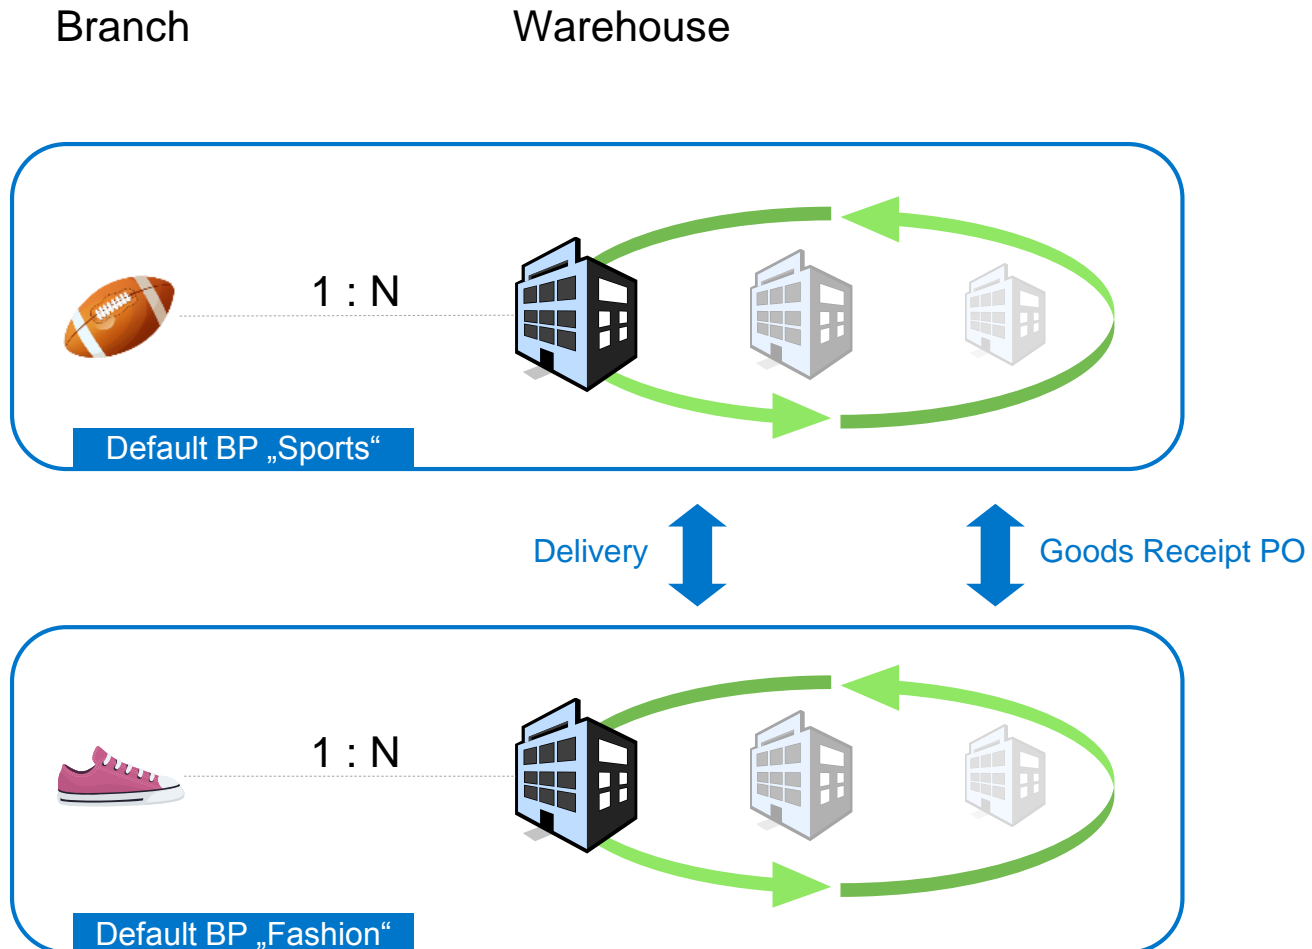 Branch
Warehouse
1 : N
Default BP „Sports“
Delivery
Goods Receipt PO
1 : N
Default BP „Fashion“